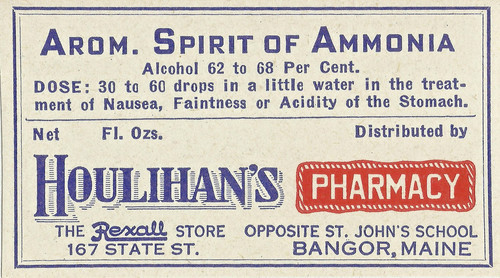 AROM. SPIRIT OF AMMONIA
Alcohol 62 to 68 Per Cent.
DOSE: 30 to 60 drops in a little water in the treat-
ment of Nausea, Faintness or Acidity of the Stomach.
Net Fl. Ozs. Distributed by
HOULIHAN'S PHARMACY
THE Rexall STORE OPPOSITE ST. JOHN'S SCHOOL
167 STATE ST. BANGOR, MAINE